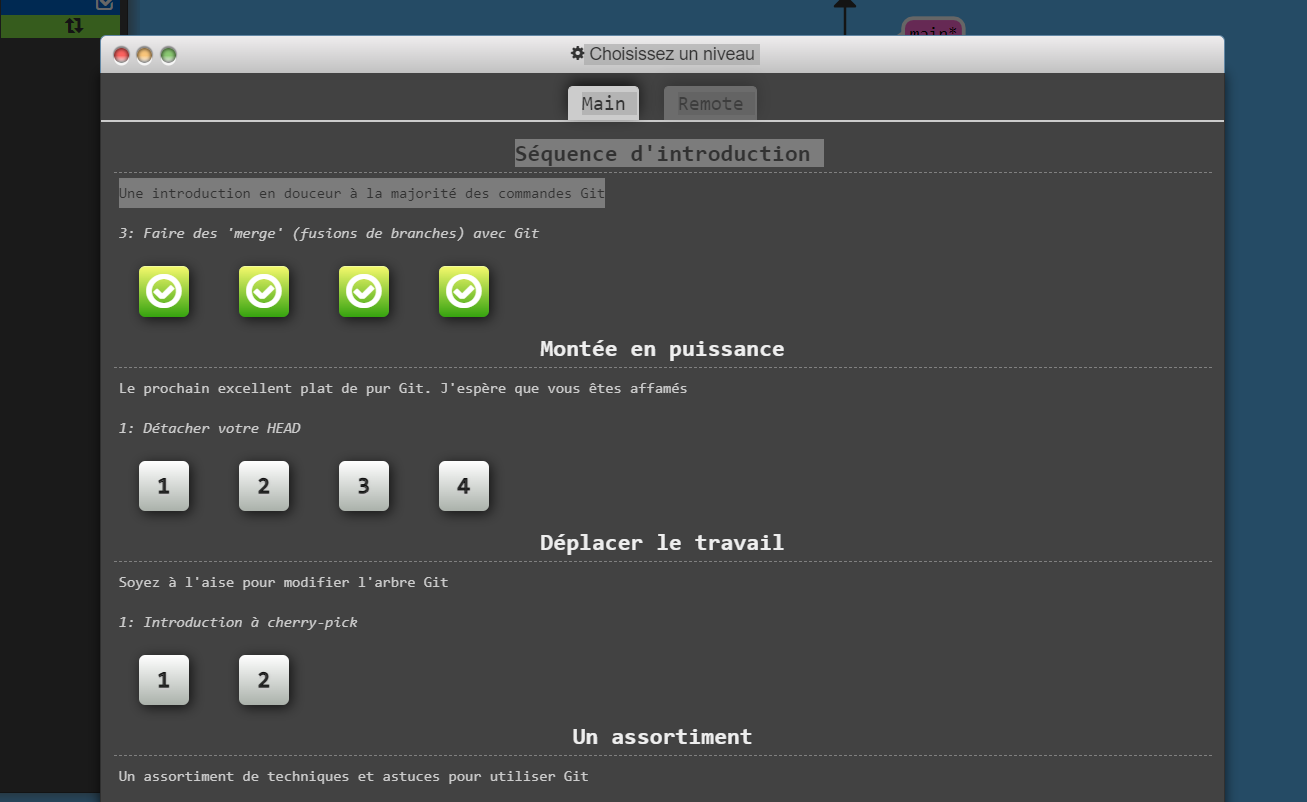 main*
Choisissez un niveau
Main
Remote
Séquence d'introduction
Une introduction en douceur à la majorité des commandes Git
3: Faire des 'merge' (fusions de branches) avec Git
Montée en puissance
Le prochain excellent plat de pur Git. J'espère que vous êtes affamés
1: Détacher votre HEAD
1 2 3 4
Déplacer le travail
Soyez à l'aise pour modifier l'arbre Git
1: Introduction à cherry-pick
1 2
Un assortiment
Un assortiment de techniques et astuces pour utiliser Git